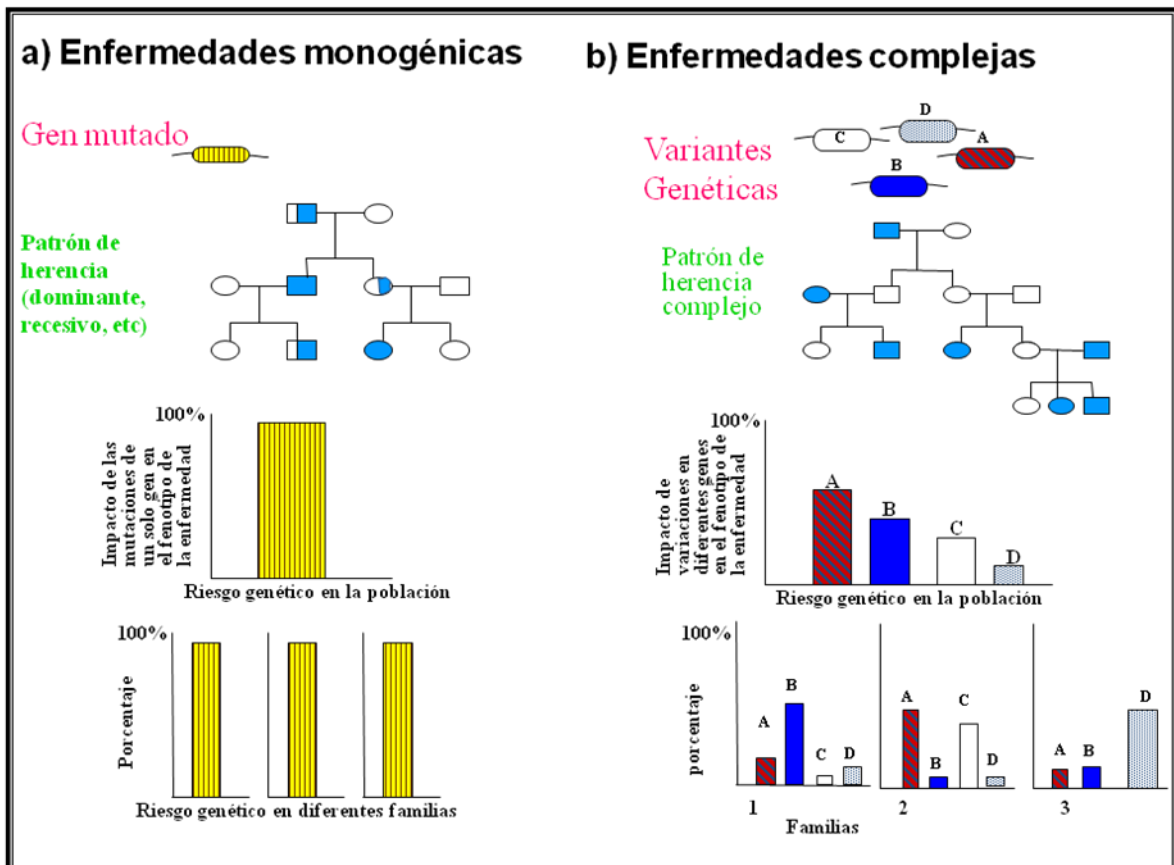 a) Enfermedades monogénicas
Gen mutado
Patrón de
herencia
(dominante,
recesivo, etc)
100%
Impacto de las
mutaciones de
un solo gen en
el fenotipo de
la enfermedad
Riesgo genético en la población
100%
Porcentaje
Riesgo genético en diferentes familias
b) Enfermedades complejas
Variantes
Genéticas
D
C
A
B
Patrón de
herencia
complejo
100%
Impacto de
variaciones en
diferentes genes
en el fenotipo de
la enfermedad
A
B
C
D
Riesgo genético en la población
100%
porcentaje
A
B
C
D
A
B
C
D
A
B
D
1
2
3
Familias